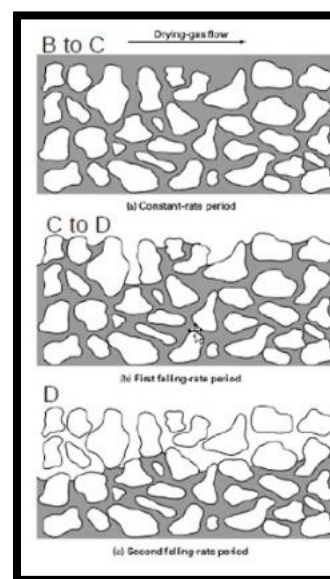 B to C
Drying-gas flow
(a) Constant-rate period
C to D
(b) First falling-rate period
D
(c) Second falling-rate period